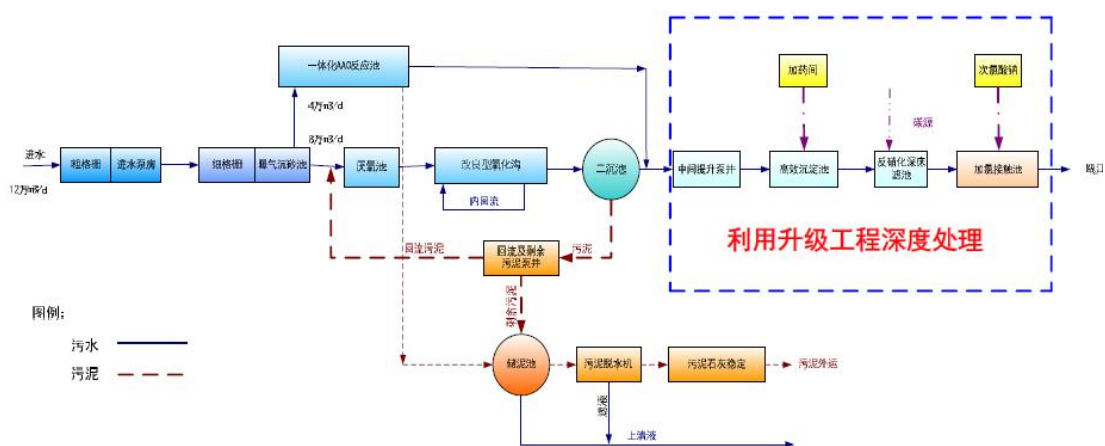 一体化AAO反应池
加药间
次氯酸钠
4万m3/d
8万m3/d
碳源
进水
12万m3/d
粗格栅
进水泵房
细格栅
曝气沉砂池
厌氧池
改良型氧化沟
内回流
二沉池
中间提升泵井
高效沉淀池
反硝化深床
滤池
加氯接触池
瓯江
利用升级工程深度处理
回流污泥
回流及剩余
污泥泵井
污泥
剩余污泥
图例：
污水
污泥
储泥池
污泥脱水机
污泥石灰稳定
污泥外运
滤液
上清液